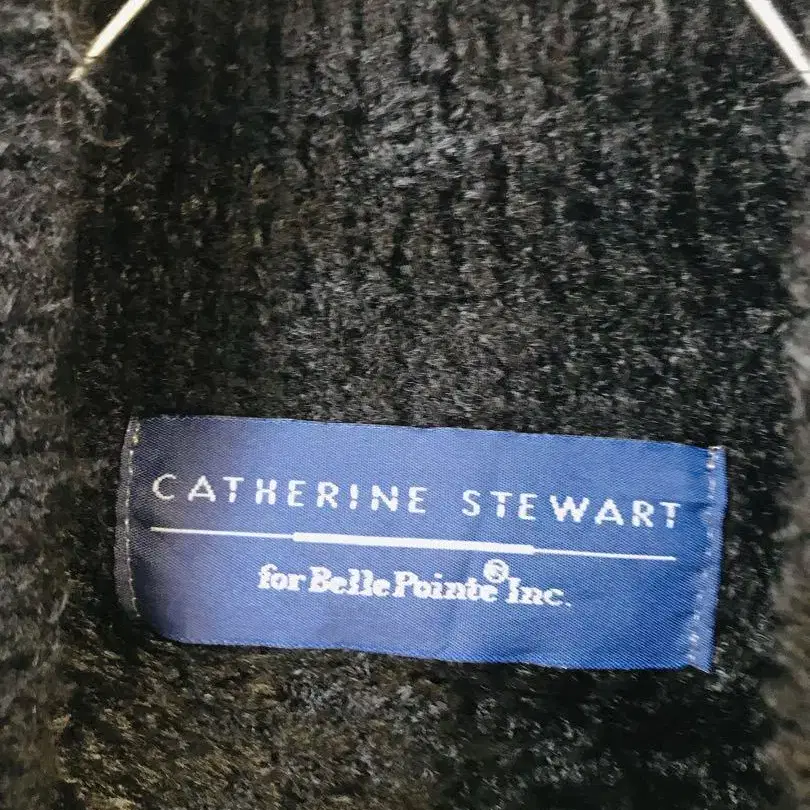 CATHERINE STEWART
for Belle Pointe® Inc.